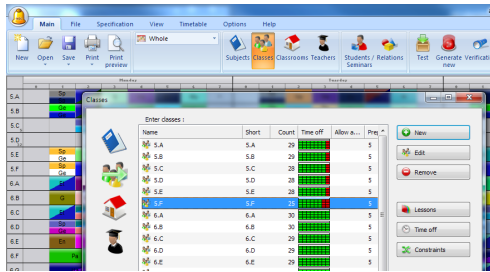 Main File Specification View Timetable Options Help
Whole
New Open Save Print Print preview Subjects Classes Classrooms Teachers Students / Seminars Relations Test Generate new Verificati
Monday Tuesday
5.A Sp
5.B Ge
5.C
5.D
5.E Sp Ge
5.F Sp Ge
6.A
6.B G
6.C
6.D Sp
6.E En
6.F Pa
Classes
Enter classes :
Name Short Count Time off Allow a... Prep
5.A 5.A 29 5
5.B 5.B 29 5
5.C 5.C 28 5
5.D 5.D 28 5
5.E 5.E 28 5
5.F 5.F 25 5
6.A 6.A 30 5
6.B 6.B 30 5
6.C 6.C 29 5
6.D 6.D 29 5
6.E 6.E 29 5
New
Edit
Remove
Lessons
Time off
Constraints